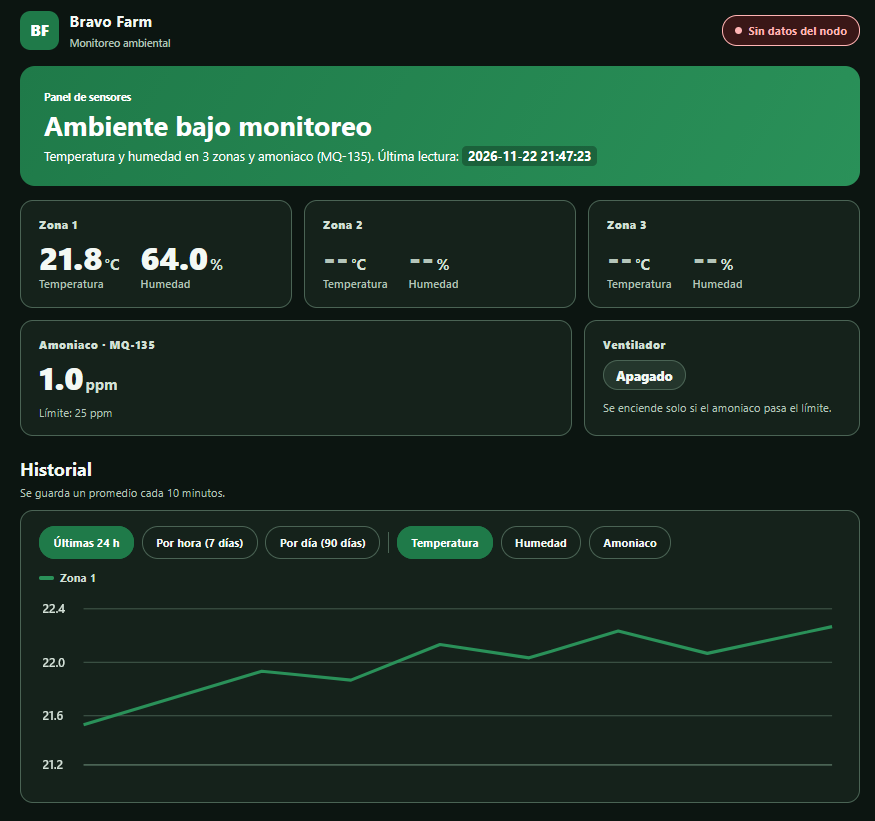 BF
Bravo Farm
Monitoreo ambiental
Sin datos del nodo
Panel de sensores
Ambiente bajo monitoreo
Temperatura y humedad en 3 zonas y amoniaco (MQ-135). Última lectura: 2026-11-22 21:47:23
Zona 1
21.8 °C 64.0 %
Temperatura Humedad
Zona 2
-- °C -- %
Temperatura Humedad
Zona 3
-- °C -- %
Temperatura Humedad
Amoniaco · MQ-135
1.0 ppm
Límite: 25 ppm
Ventilador
Apagado
Se enciende solo si el amoniaco pasa el límite.
Historial
Se guarda un promedio cada 10 minutos.
Últimas 24 h Por hora (7 días) Por día (90 días) Temperatura Humedad Amoniaco
Zona 1
22.4
22.0
21.6
21.2